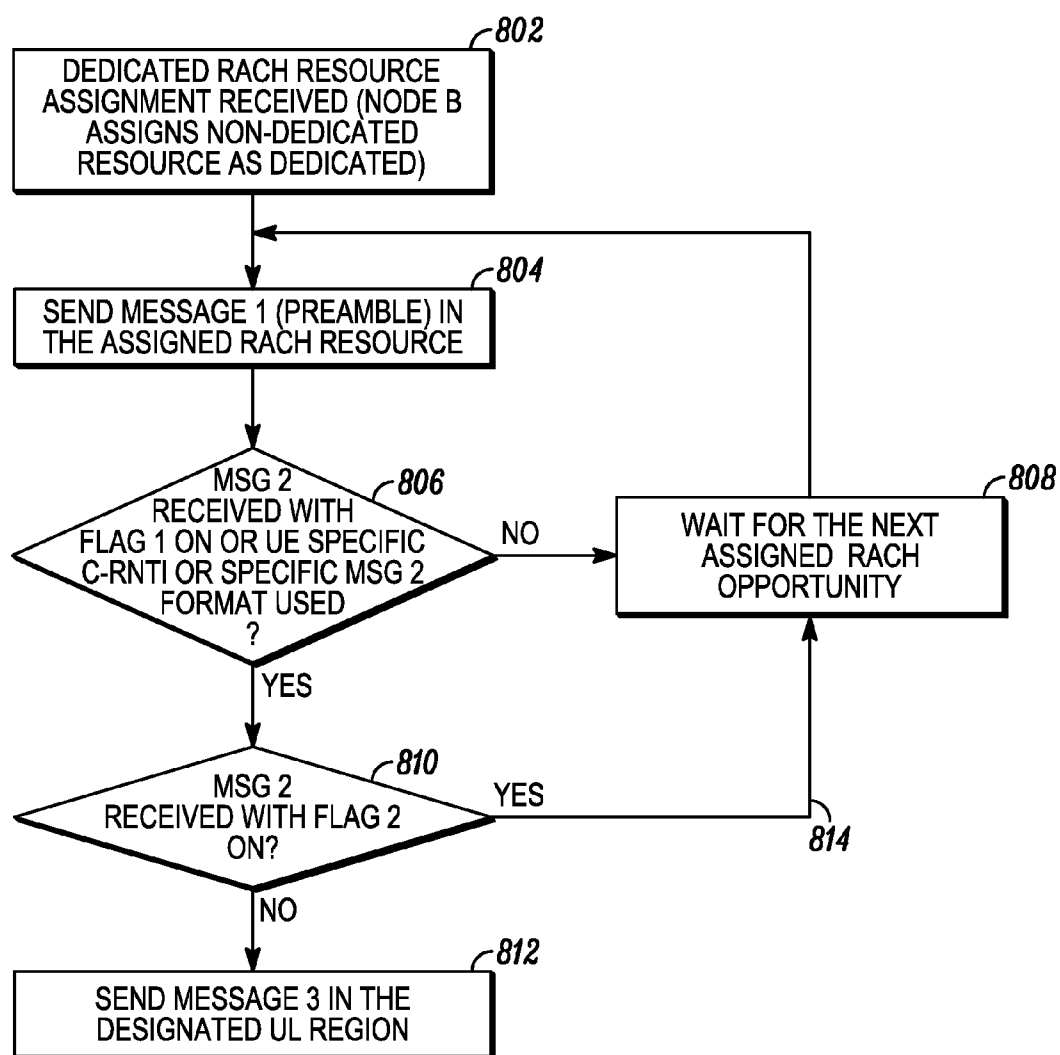 802
DEDICATED RACH RESOURCE
ASSIGNMENT RECEIVED (NODE B
ASSIGNS NON-DEDICATED
RESOURCE AS DEDICATED)
804
SEND MESSAGE 1 (PREAMBLE) IN
THE ASSIGNED RACH RESOURCE
806
MSG 2
RECEIVED WITH
FLAG 1 ON OR UE SPECIFIC
C-RNTI OR SPECIFIC MSG 2
FORMAT USED
?
NO
808
WAIT FOR THE NEXT
ASSIGNED RACH
OPPORTUNITY
YES
810
MSG 2
RECEIVED WITH FLAG 2
ON?
YES
814
NO
812
SEND MESSAGE 3 IN THE
DESIGNATED UL REGION